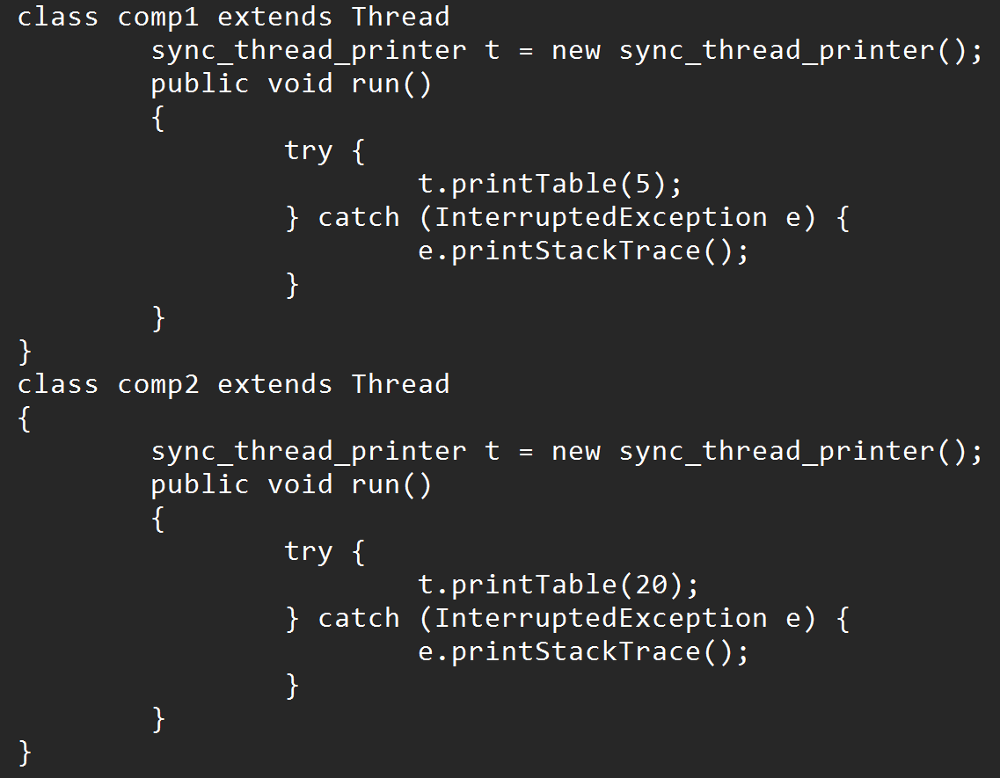 class comp1 extends Thread
        sync_thread_printer t = new sync_thread_printer();
        public void run()
        {
                try {
                        t.printTable(5);
                } catch (InterruptedException e) {
                        e.printStackTrace();
                }
        }
}
class comp2 extends Thread
{
        sync_thread_printer t = new sync_thread_printer();
        public void run()
        {
                try {
                        t.printTable(20);
                } catch (InterruptedException e) {
                        e.printStackTrace();
                }
        }
}